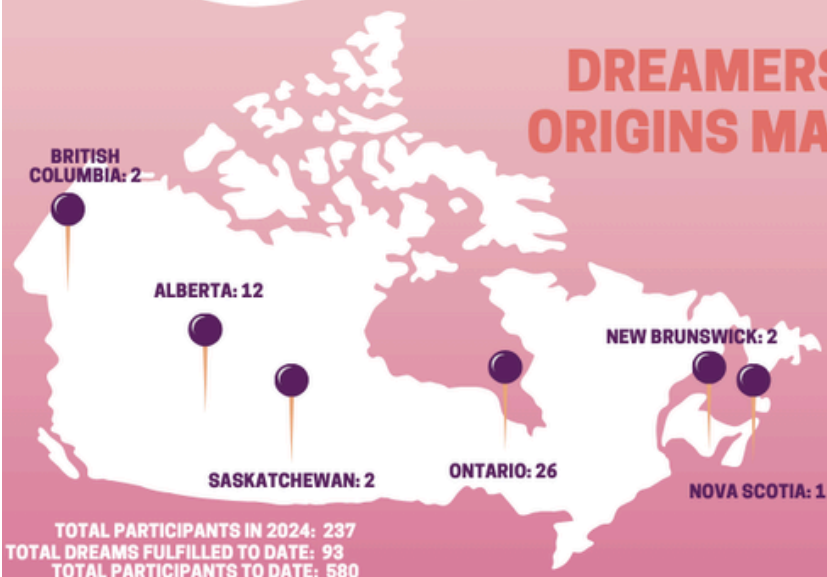 DREAMERS
ORIGINS MA
BRITISH
COLUMBIA: 2
ALBERTA: 12
NEW BRUNSWICK: 2
SASKATCHEWAN: 2
ONTARIO: 26
NOVA SCOTIA: 1
TOTAL PARTICIPANTS IN 2024: 237
TOTAL DREAMS FULFILLED TO DATE: 93
TOTAL PARTICIPANTS TO DATE: 580